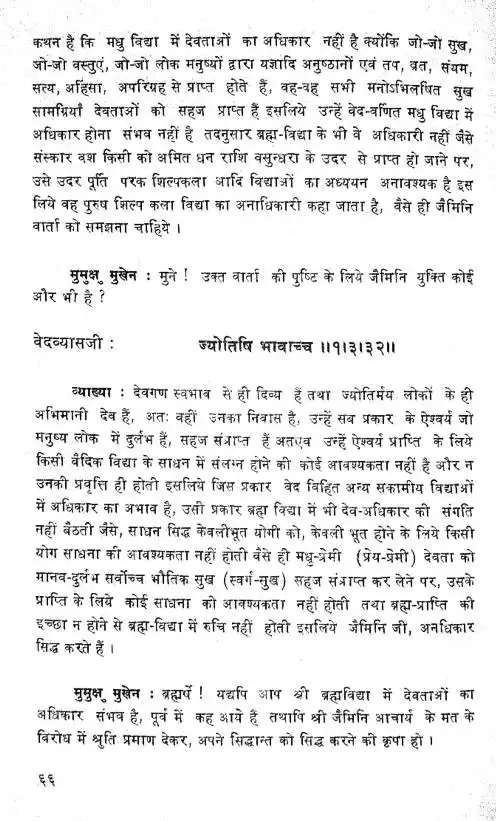 कथन है कि मधु विद्या में देवताओं का अधिकार नहीं है क्योंकि जो-जो सुख,
जो-जो वस्तुएं, जो-जो लोक मनुष्यों द्वारा यज्ञादि अनुष्ठानों एवं तप, व्रत, संयम,
सत्य, अहिंसा, अपरिग्रह से प्राप्त होते हैं, वह-वह सभी मनोऽभिलषित सुख
सामग्रियाँ देवताओं को सहज प्राप्त हैं इसलिये उन्हें वेद-वर्णित मधु विद्या में
अधिकार होना संभव नहीं है तदनुसार ब्रह्म-विद्या के भी वे अधिकारी नहीं जैसे
संस्कार वश किसी को अमित धन राशि वसुन्धरा के उदर से प्राप्त हो जाने पर,
उसे उदर पूर्ति परक शिल्पकला आदि विद्याओं का अध्ययन अनावश्यक है इस
लिये वह पुरुष शिल्प कला विद्या का अनाधिकारी कहा जाता है, वैसे ही जैमिनि
वार्ता को समझना चाहिये ।
मुमुक्षु मुखेन : मुने ! उक्त वार्ता की पुष्टि के लिये जैमिनि युक्ति कोई
और भी है ?
वेदव्यासजी : ज्योतिषि भावाच्च ॥१।३।३२॥
व्याख्या : देवगण स्वभाव से ही दिव्य हैं तथा ज्योतिर्मय लोकों के ही
अभिमानी देव हैं, अतः वहीं उनका निवास है, उन्हें सब प्रकार के ऐश्वर्य जो
मनुष्य लोक में दुर्लभ हैं, सहज संप्राप्त हैं अतएव उन्हें ऐश्वर्य प्राप्ति के लिये
किसी वैदिक विद्या के साधन में संलग्न होने की कोई आवश्यकता नहीं है और न
उनकी प्रवृत्ति ही होती इसलिये जिस प्रकार वेद विहित अन्य सकामीय विद्याओं
में अधिकार का अभाव है, उसी प्रकार ब्रह्म विद्या में भी देव-अधिकार की संगति
नहीं बैठती जैसे, साधन सिद्ध केवलीभूत योगी को, केवली भूत होने के लिये किसी
योग साधना की आवश्यकता नहीं होती वैसे ही मधु-प्रेमी (प्रेय-प्रेमी) देवता को
मानव-दुर्लभ सर्वोच्च भौतिक सुख (स्वर्ग-सुख) सहज संप्राप्त कर लेने पर, उसके
प्राप्ति के लिये कोई साधना को आवश्यकता नहीं होती तथा ब्रह्म-प्राप्ति की
इच्छा न होने से ब्रह्म-विद्या में रुचि नहीं होती इसलिये जैमिनि जी, अनधिकार
सिद्ध करते हैं ।
मुमुक्षु मुखेन : ब्रह्मर्षे ! यद्यपि आप श्री ब्रह्मविद्या में देवताओं का
अधिकार संभव है, पूर्व में कह आये हैं तथापि श्री जैमिनि आचार्य के मत के
विरोध में श्रुति प्रमाण देकर, अपने सिद्धान्त को सिद्ध करने की कृपा हो ।
६६